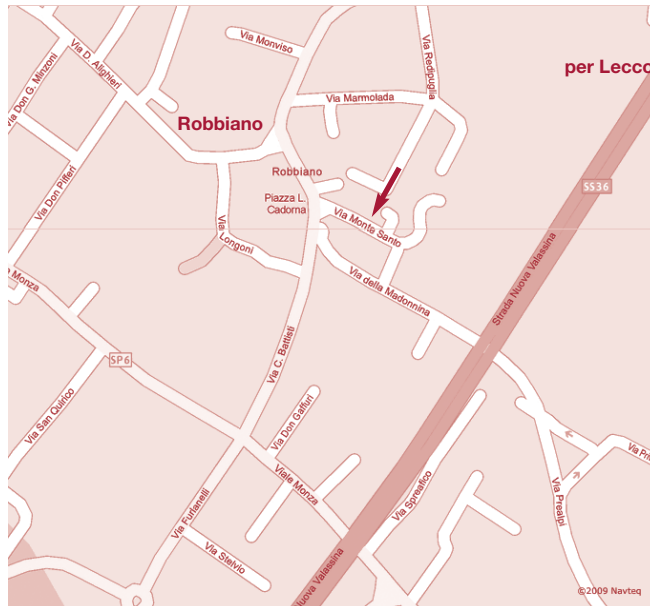 Via Monviso
Via D. Alighieri
Via Don G. Minzoni
Via Redipuglia
per Lecco
Via Marmolada
Robbiano
Robbiano
Piazza L.
Cadorna
SS36
Via Don Pifferi
Via Monte Santo
Via Longoni
Via della Madonnina
Strada Nuova Valassina
Monza
SP6
Via C. Battisti
Via San Quirico
Via Don Gaffuri
Viale Monza
Via Spreafico
Via Prealpi
Via Furlanelli
Via Stelvio
Nuova Valassina
©2009 Navteq